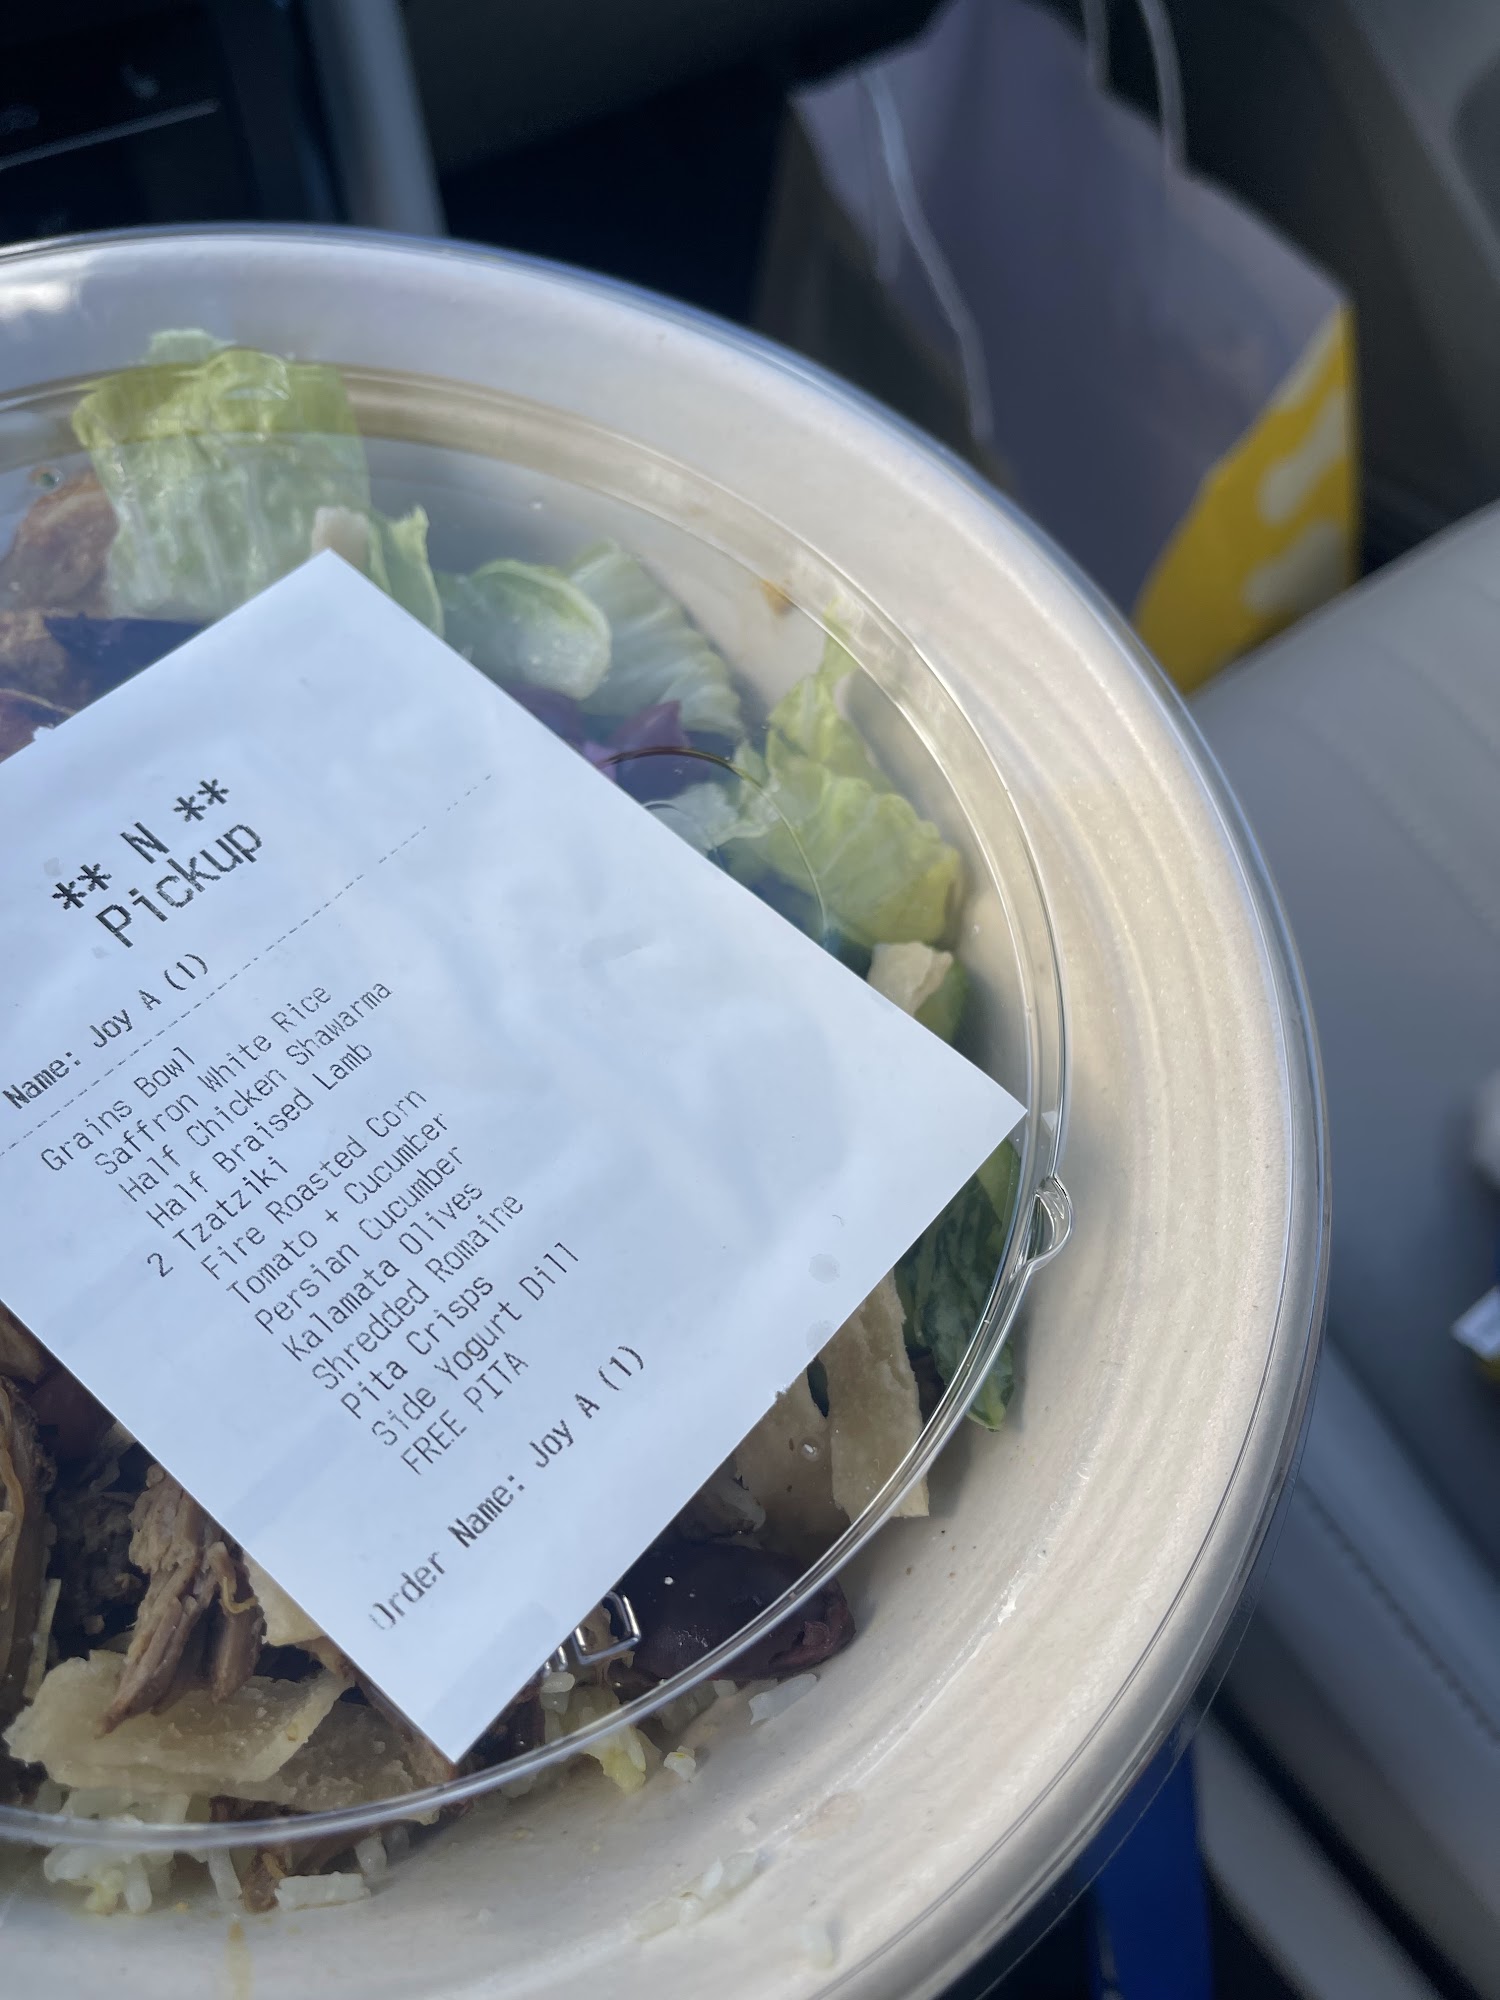 ** N **
Pickup
Name: Joy A (1)
Grains Bowl
Saffron White Rice
Half Chicken Shawarma
Half Braised Lamb
2 Tzatziki
Fire Roasted Corn
Tomato + Cucumber
Persian Cucumber
Kalamata Olives
Shredded Romaine
Pita Crisps
Side Yogurt Dill
FREE PITA
Order Name: Joy A (1)